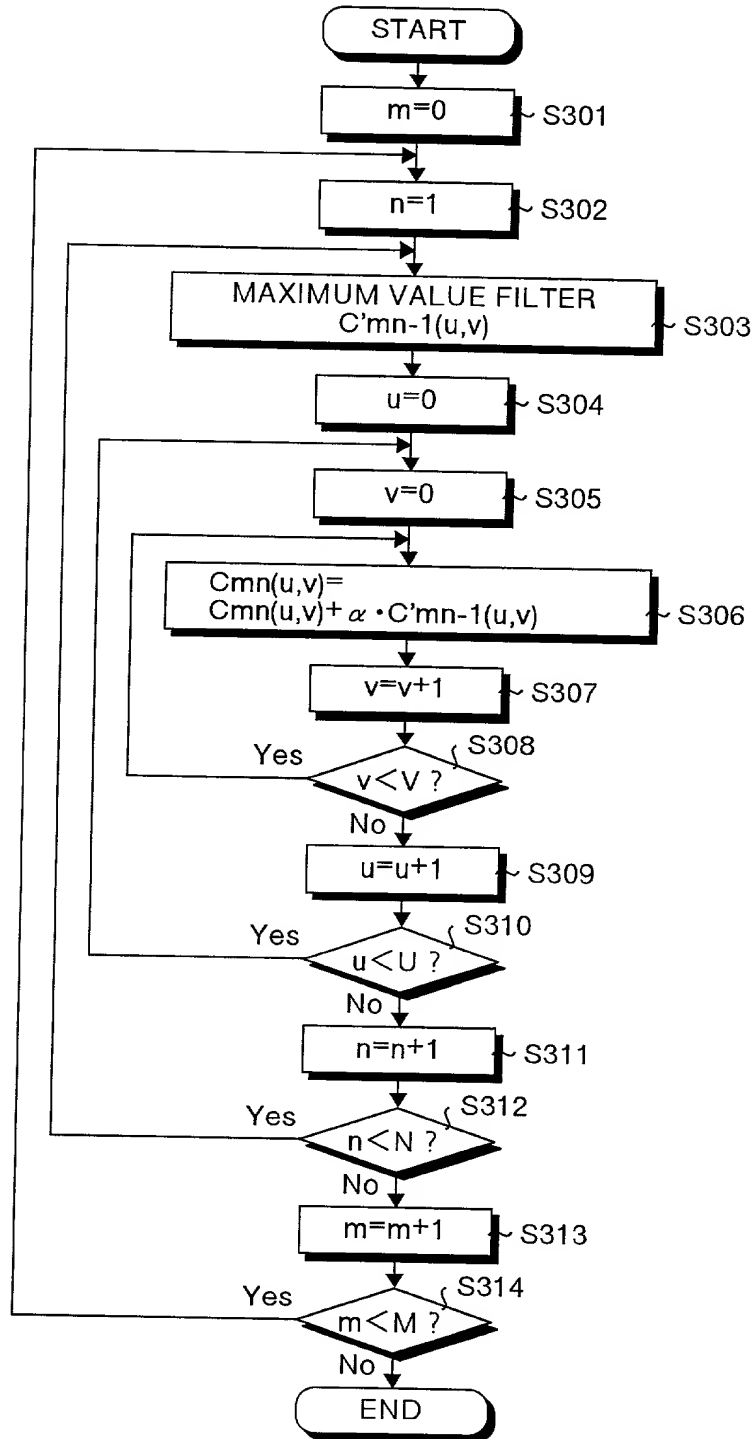 START
m=0
S301
n=1
S302
MAXIMUM VALUE FILTER
C'mn-1(u,v)
S303
u=0
S304
v=0
S305
Cmn(u,v)=
Cmn(u,v)+α・C'mn-1(u,v)
S306
v=v+1
S307
S308
Yes
v<V ?
No
u=u+1
S309
S310
Yes
u<U ?
No
n=n+1
S311
S312
Yes
n<N ?
No
m=m+1
S313
S314
Yes
m<M ?
No
END